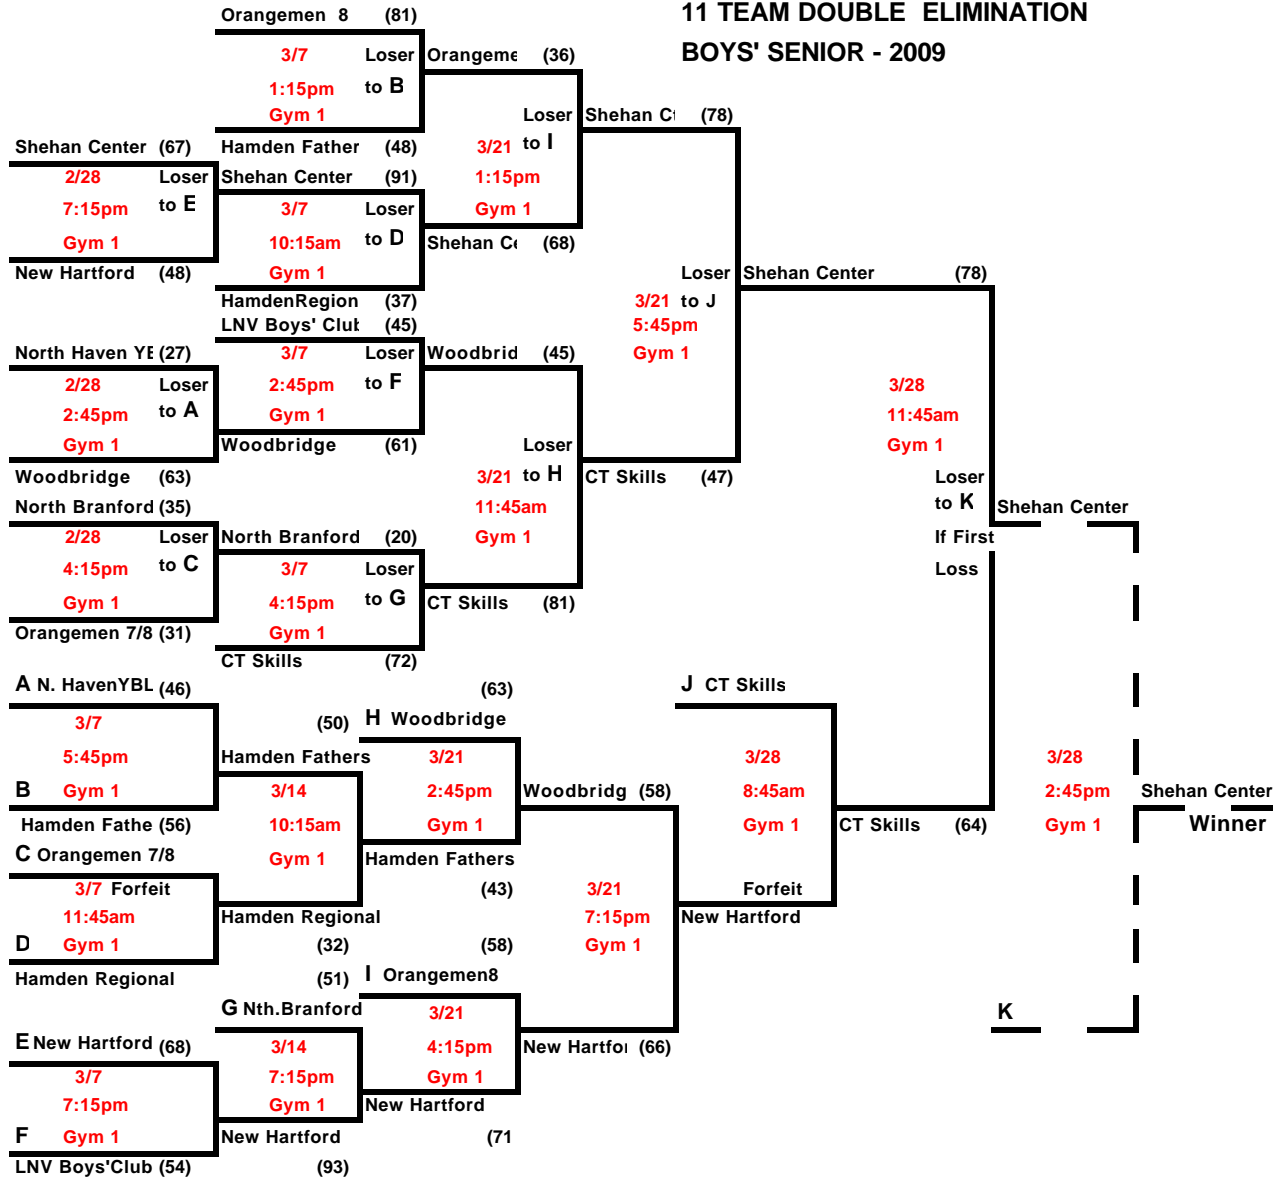 11 TEAM DOUBLE ELIMINATION
BOYS' SENIOR - 2009
Orangemen 8 (81)
3/7 Loser
1:15pm to B
Gym 1
Hamden Father (48)
Orangeme (36)
Loser
3/21 to I
1:15pm
Gym 1
Shehan Ce (68)
Shehan Ct (78)
Shehan Center (67)
2/28 Loser
7:15pm to E
Gym 1
New Hartford (48)
Shehan Center (91)
3/7 Loser
10:15am to D
Gym 1
HamdenRegion (37)
LNV Boys' Club (45)
3/7 Loser
2:45pm to F
Gym 1
Woodbridge (61)
North Haven YB (27)
2/28 Loser
2:45pm to A
Gym 1
Woodbridge (63)
Woodbrid (45)
Loser
3/21 to H
11:45am
Gym 1
CT Skills (81)
Loser
3/21 to J
5:45pm
Gym 1
CT Skills (47)
Shehan Center (78)
3/28
11:45am
Gym 1
Loser
to K
If First
Loss
Shehan Center
North Branford (35)
2/28 Loser
4:15pm to C
Gym 1
Orangemen 7/8 (31)
North Branford (20)
3/7 Loser
4:15pm to G
Gym 1
CT Skills (72)
A N. HavenYBL (46)
3/7
5:45pm
B Gym 1
Hamden Fathe (56)
C Orangemen 7/8
3/7 Forfeit
11:45am
D Gym 1
Hamden Regional
(50)
Hamden Fathers
3/14
10:15am
Gym 1
Hamden Regional
(32)
(63)
H Woodbridge
3/21
2:45pm
Gym 1
Hamden Fathers
(43)
Woodbridg (58)
3/21
7:15pm
Gym 1
New Hartfor (66)
J CT Skills
3/28
8:45am
Gym 1
Forfeit
New Hartford
CT Skills (64)
3/28
2:45pm
Gym 1
Shehan Center
Winner
K
(58)
I Orangemen8
3/21
4:15pm
Gym 1
New Hartford
(71
(51)
G Nth.Branford
3/14
7:15pm
Gym 1
New Hartford
(93)
E New Hartford (68)
3/7
7:15pm
F Gym 1
LNV Boys'Club (54)